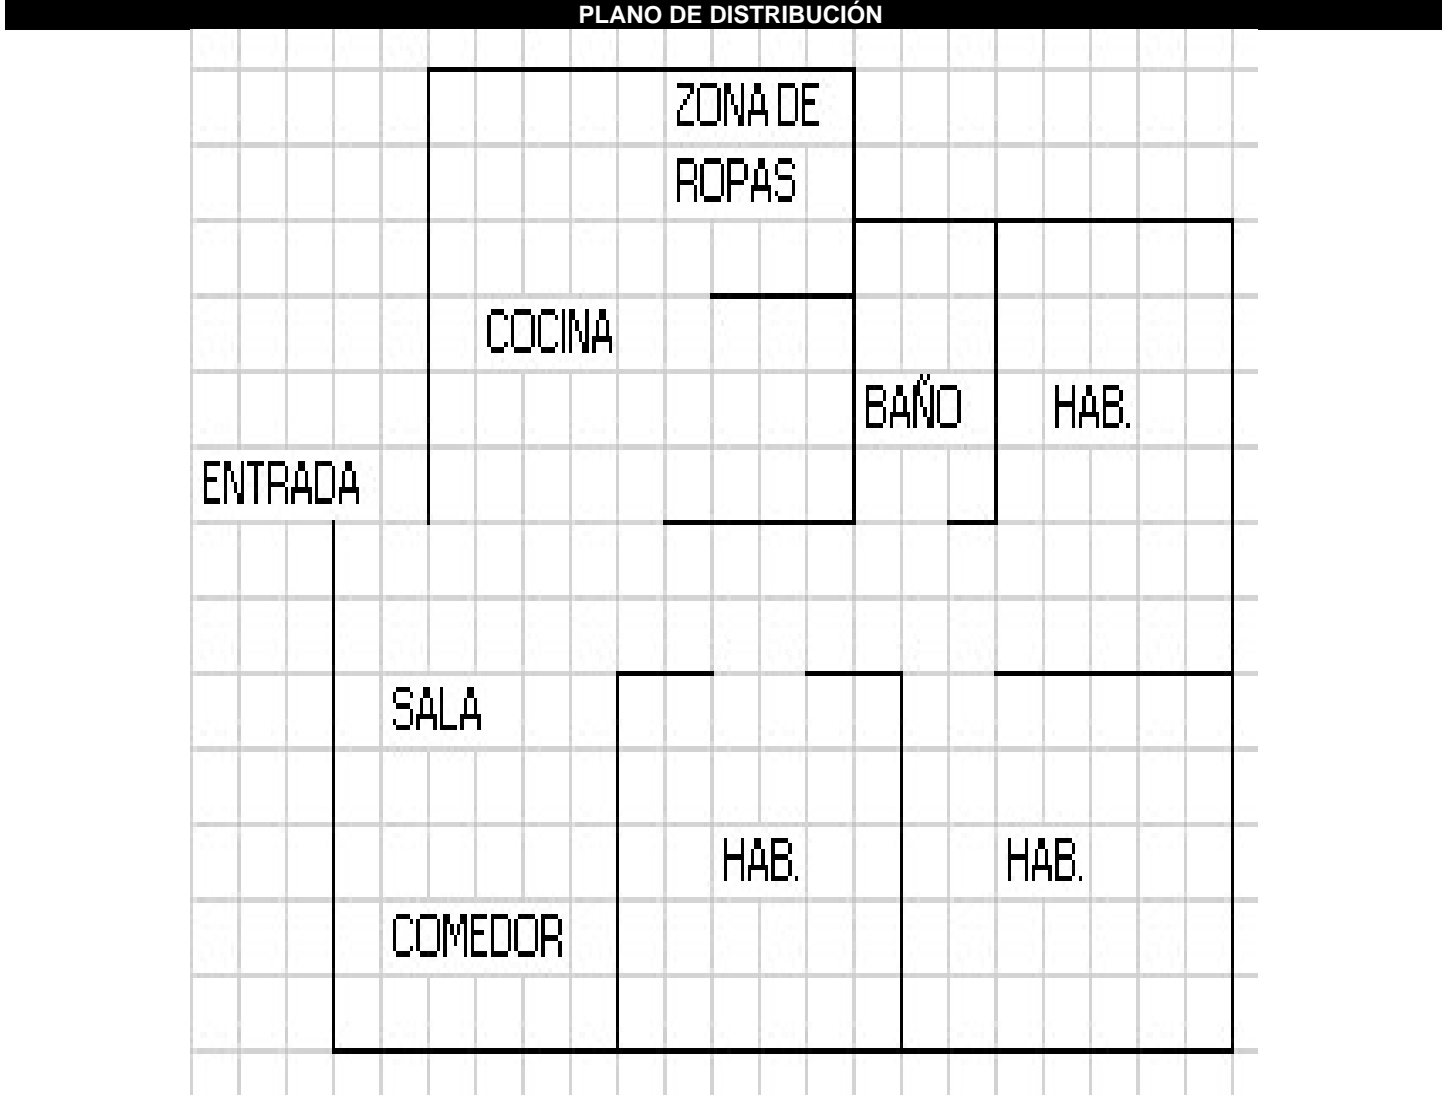 PLANO DE DISTRIBUCIÓN
ZONA DE
ROPAS
COCINA
BAÑO
HAB.
ENTRADA
SALA
HAB.
HAB.
COMEDOR